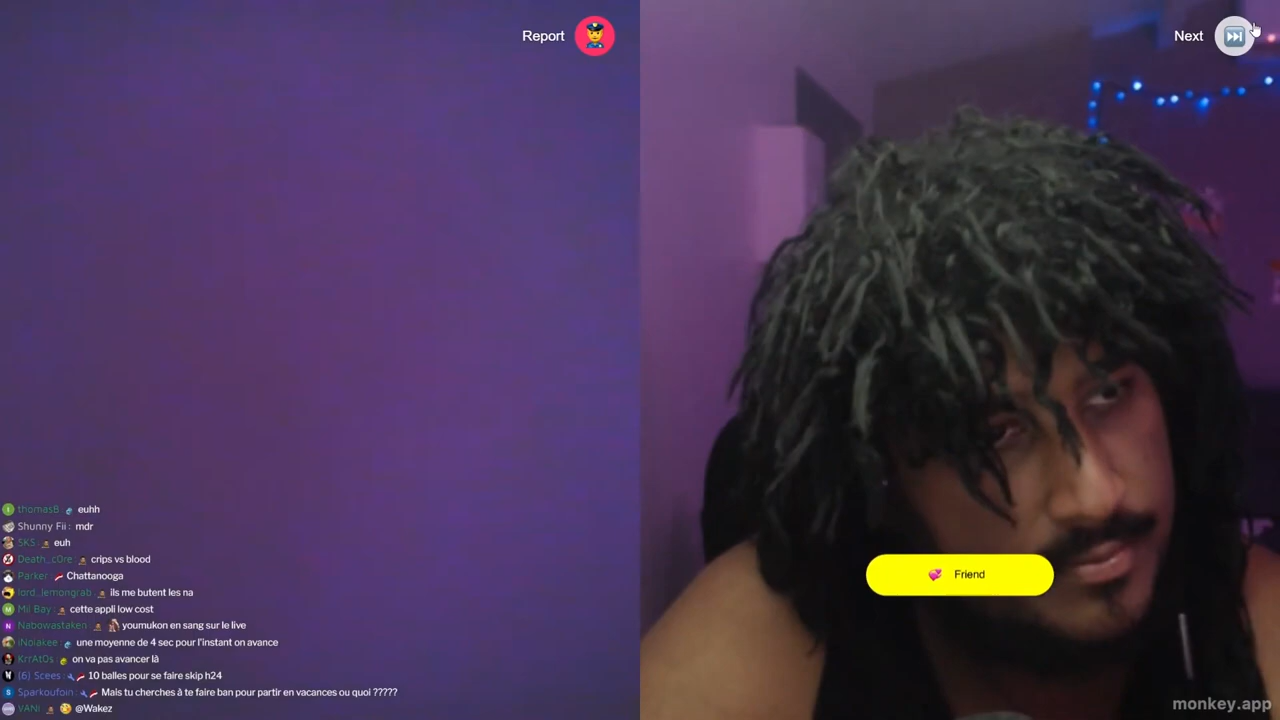 Report
Next
thomasB euhh
Shunny Fii : mdr
SKS euh
Death_c0re crips vs blood
Parker Chattanooga
lord_lemongrab ils me butent les na
Mil Bay cette appli low cost
Nabowastaken youmukon en sang sur le live
iNoiakee une moyenne de 4 sec pour l'instant on avance
KrrAt0s on va pas avancer là
(6) Scees 10 balles pour se faire skip h24
Sparkoufoin Mais tu cherches à te faire ban pour partir en vacances ou quoi ?????
VANI @Wakez
Friend
monkey.app